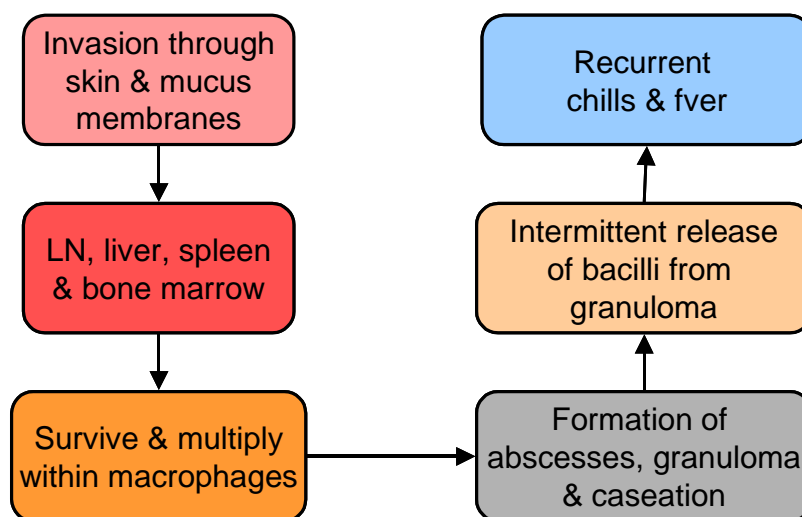 Invasion through
skin & mucus
membranes
LN, liver, spleen
& bone marrow
Survive & multiply
within macrophages
Formation of
abscesses, granuloma
& caseation
Intermittent release
of bacilli from
granuloma
Recurrent
chills & fver